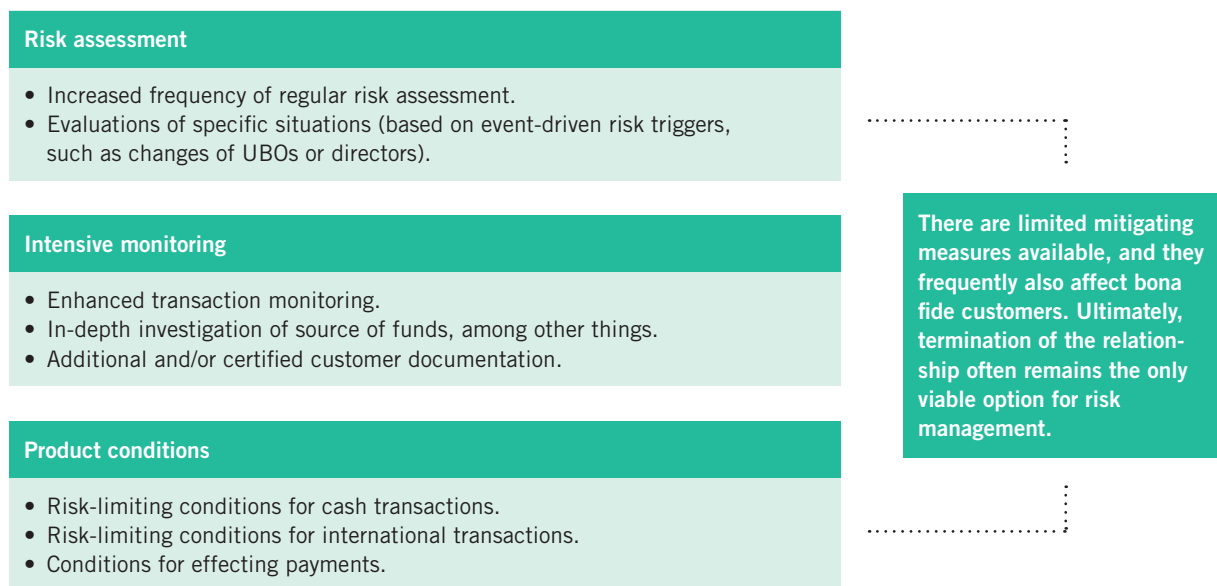 Risk assessment
• Increased frequency of regular risk assessment.
• Evaluations of specific situations (based on event-driven risk triggers,
such as changes of UBOs or directors).
Intensive monitoring
• Enhanced transaction monitoring.
• In-depth investigation of source of funds, among other things.
• Additional and/or certified customer documentation.
Product conditions
• Risk-limiting conditions for cash transactions.
• Risk-limiting conditions for international transactions.
• Conditions for effecting payments.
There are limited mitigating
measures available, and they
frequently also affect bona
fide customers. Ultimately,
termination of the relation-
ship often remains the only
viable option for risk
management.